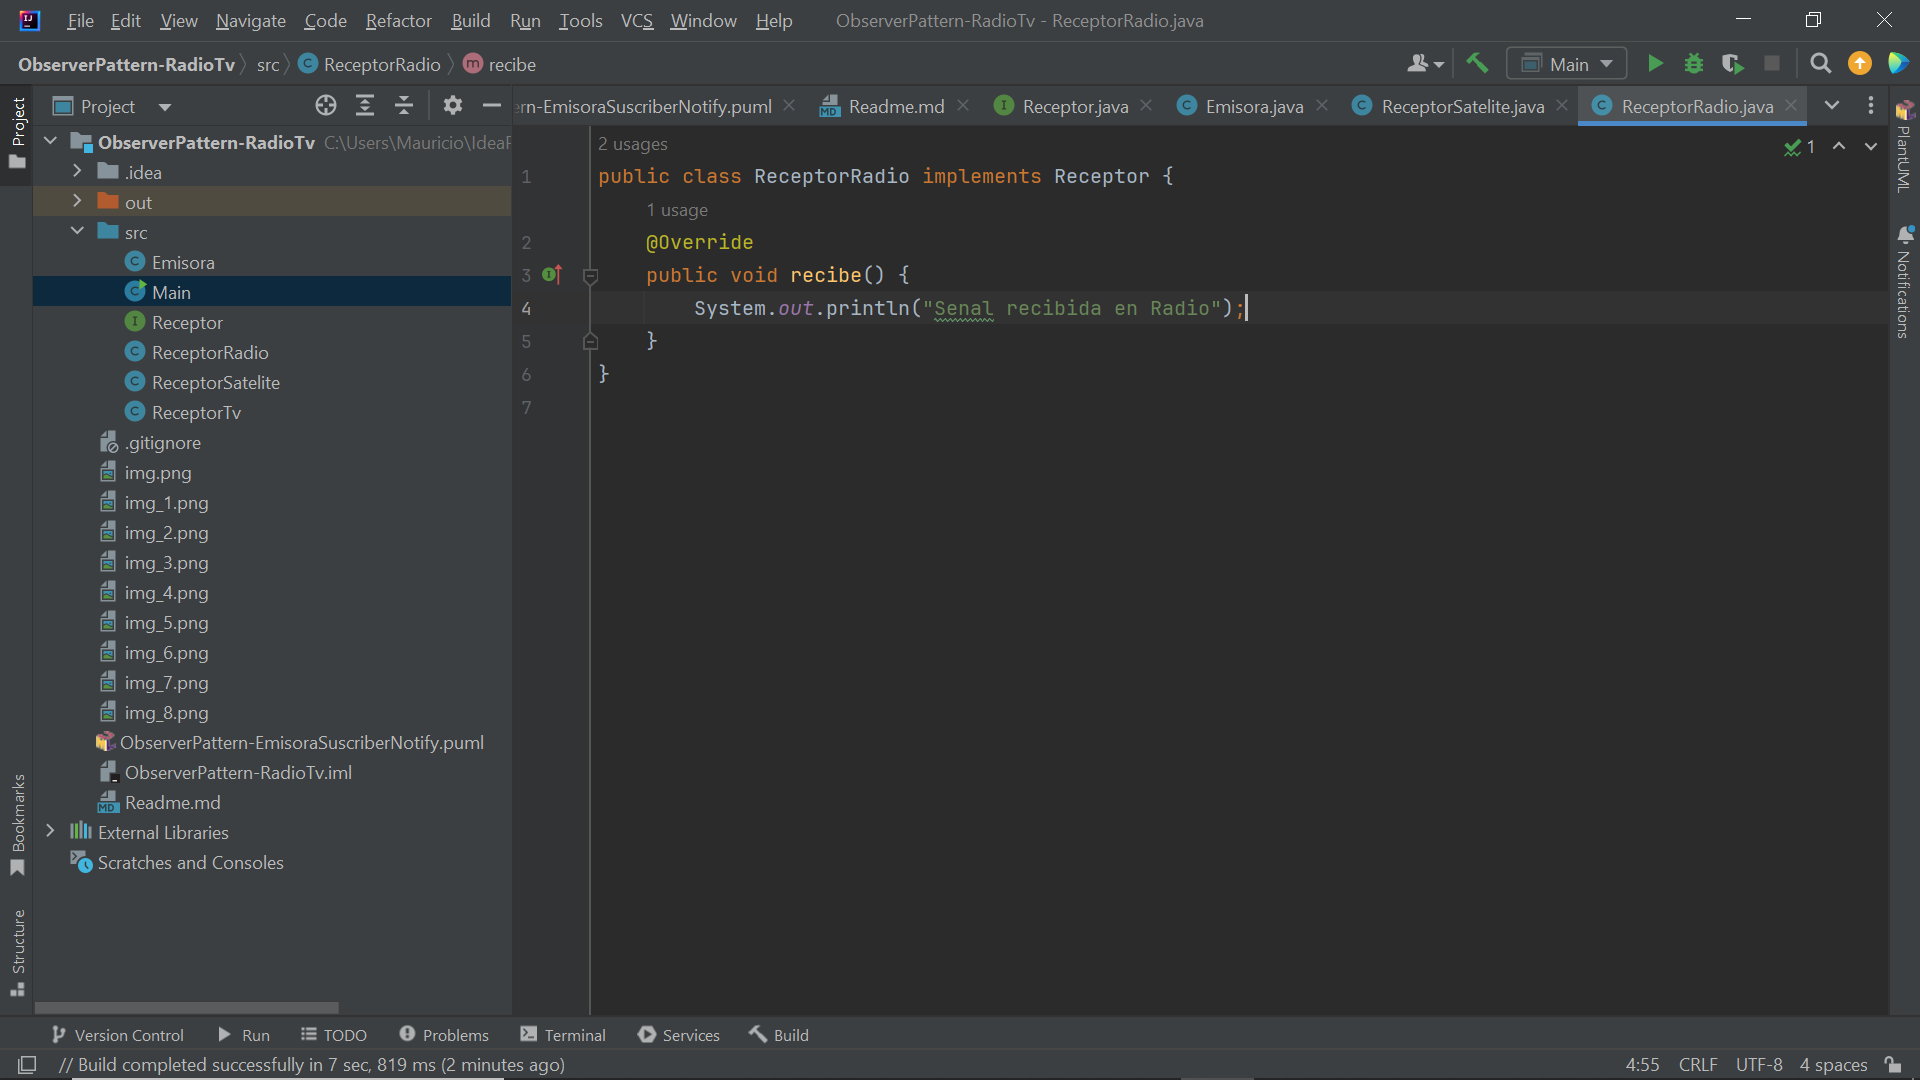 File Edit View Navigate Code Refactor Build Run Tools VCS Window Help ObserverPattern-RadioTv - ReceptorRadio.java
ObserverPattern-RadioTv src ReceptorRadio recibe Main
Project
Project
rn-EmisoraSuscriberNotify.puml Readme.md Receptor.java Emisora.java ReceptorSatelite.java ReceptorRadio.java
ObserverPattern-RadioTv C:\Users\Mauricio\Idea
.idea
out
src
Emisora
Main
Receptor
ReceptorRadio
ReceptorSatelite
ReceptorTv
.gitignore
img.png
img_1.png
img_2.png
img_3.png
img_4.png
img_5.png
img_6.png
img_7.png
img_8.png
ObserverPattern-EmisoraSuscriberNotify.puml
ObserverPattern-RadioTv.iml
Readme.md
External Libraries
Scratches and Consoles
2 usages
1 public class ReceptorRadio implements Receptor {
1 usage
2 @Override
3 public void recibe() {
4 System.out.println("Senal recibida en Radio");
5 }
6 }
7
1
PlantUML
Notifications
Bookmarks
Structure
Version Control Run TODO Problems Terminal Services Build
// Build completed successfully in 7 sec, 819 ms (2 minutes ago) 4:55 CRLF UTF-8 4 spaces